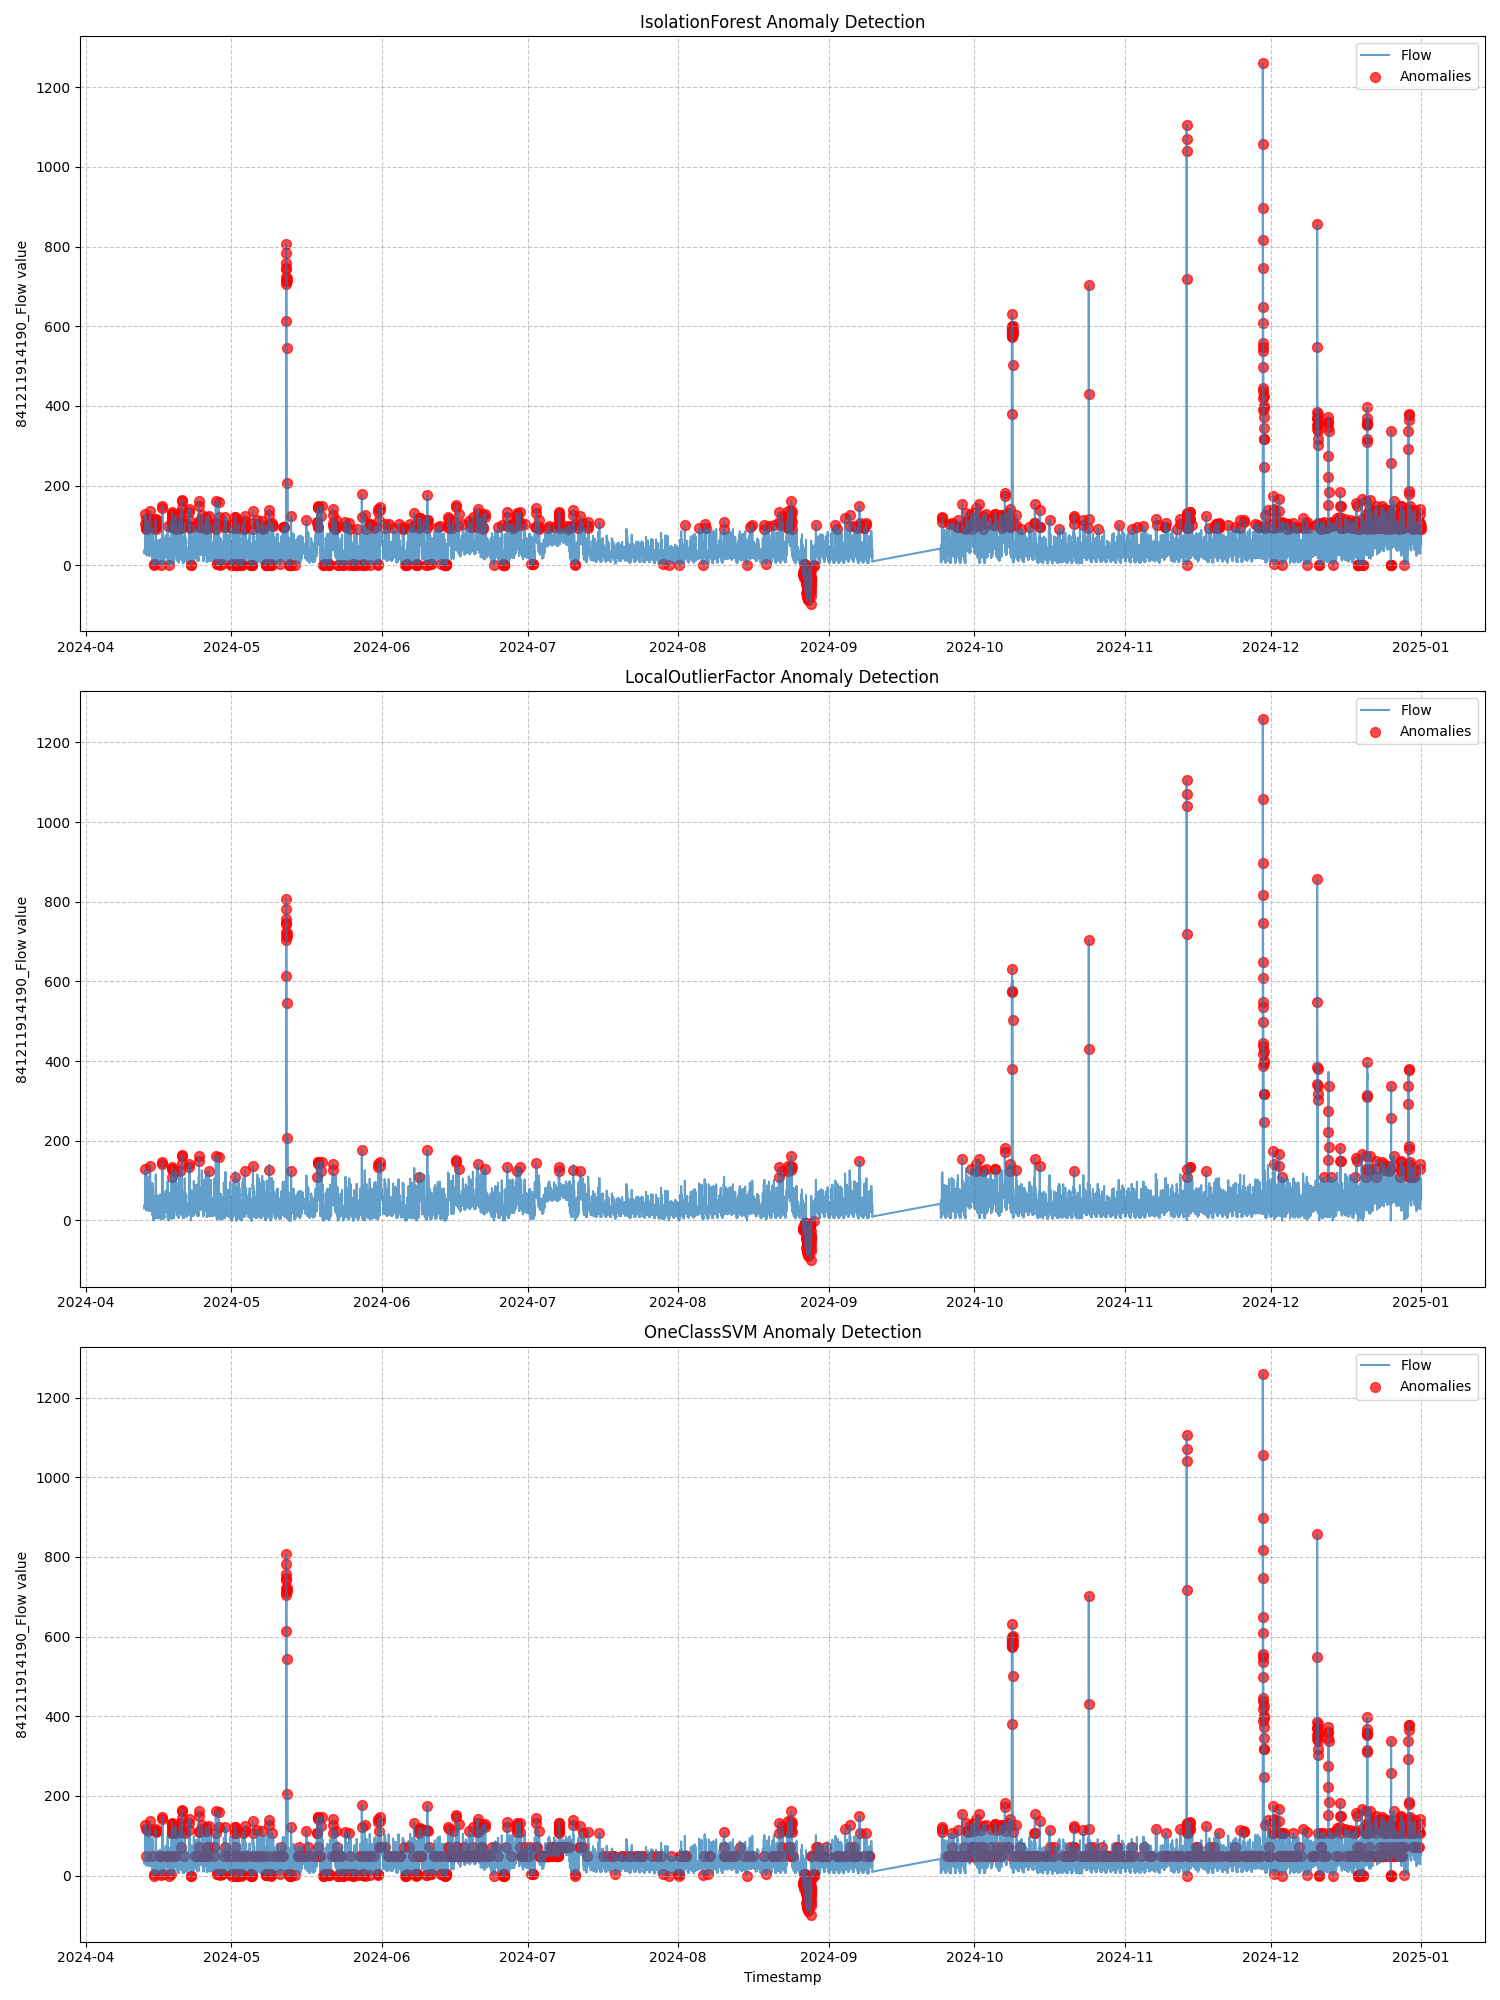 IsolationForest Anomaly Detection
Flow
Anomalies
1200
1000
800
600
400
200
0
84121191419​0_Flow value
2024-04 2024-05 2024-06 2024-07 2024-08 2024-09 2024-10 2024-11 2024-12 2025-01
LocalOutlierFactor Anomaly Detection
Flow
Anomalies
1200
1000
800
600
400
200
0
841211914190_Flow value
2024-04 2024-05 2024-06 2024-07 2024-08 2024-09 2024-10 2024-11 2024-12 2025-01
OneClassSVM Anomaly Detection
Flow
Anomalies
1200
1000
800
600
400
200
0
841211914190_Flow value
2024-04 2024-05 2024-06 2024-07 2024-08 2024-09 2024-10 2024-11 2024-12 2025-01
Timestamp